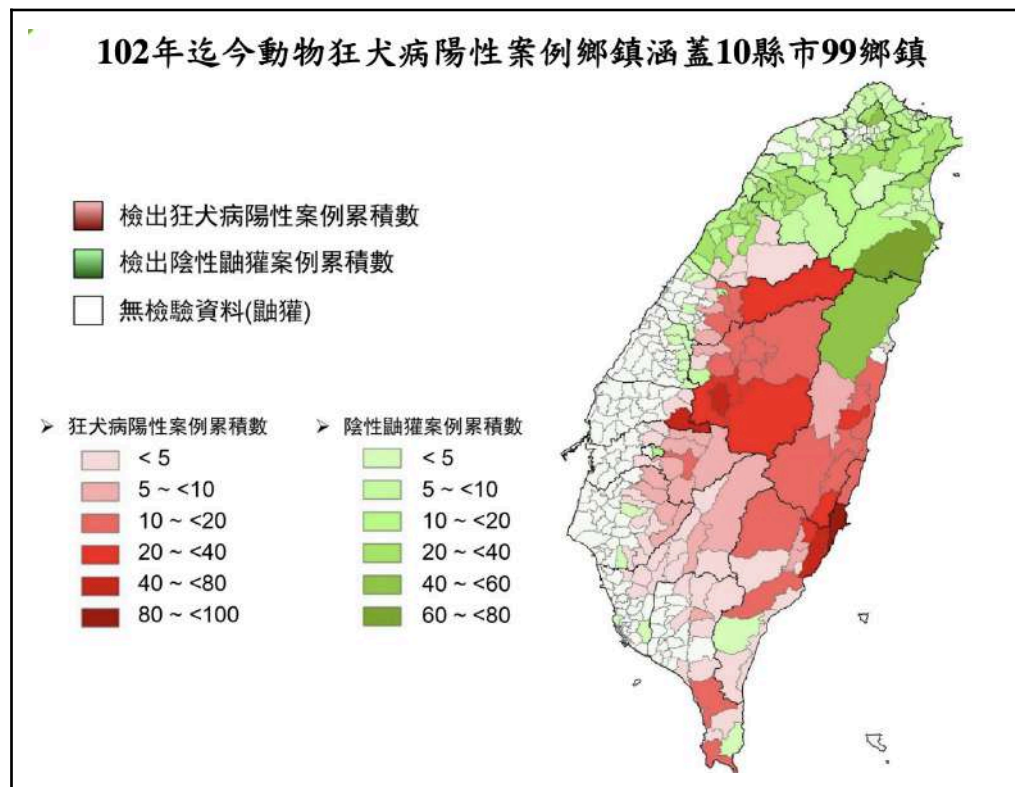 102年迄今動物狂犬病陽性案例鄉鎮涵蓋10縣市99鄉鎮
檢出狂犬病陽性案例累積數
檢出陰性鼬獾案例累積數
無檢驗資料(鼬獾)
➢ 狂犬病陽性案例累積數
< 5
5 ~ <10
10 ~ <20
20 ~ <40
40 ~ <80
80 ~ <100
➢ 陰性鼬獾案例累積數
< 5
5 ~ <10
10 ~ <20
20 ~ <40
40 ~ <60
60 ~ <80